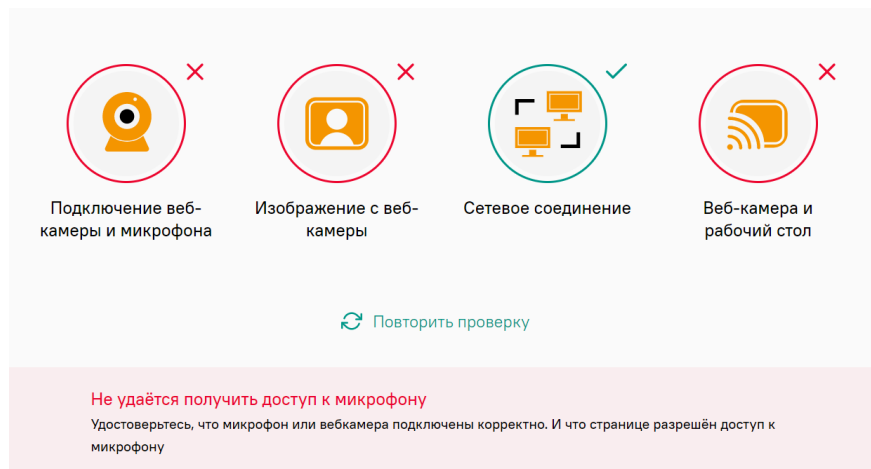 Подключение веб-
камеры и микрофона
Изображение с веб-
камеры
Сетевое соединение
Веб-камера и
рабочий стол
Повторить проверку
Не удаётся получить доступ к микрофону
Удостоверьтесь, что микрофон или вебкамера подключены корректно. И что странице разрешён доступ к
микрофону